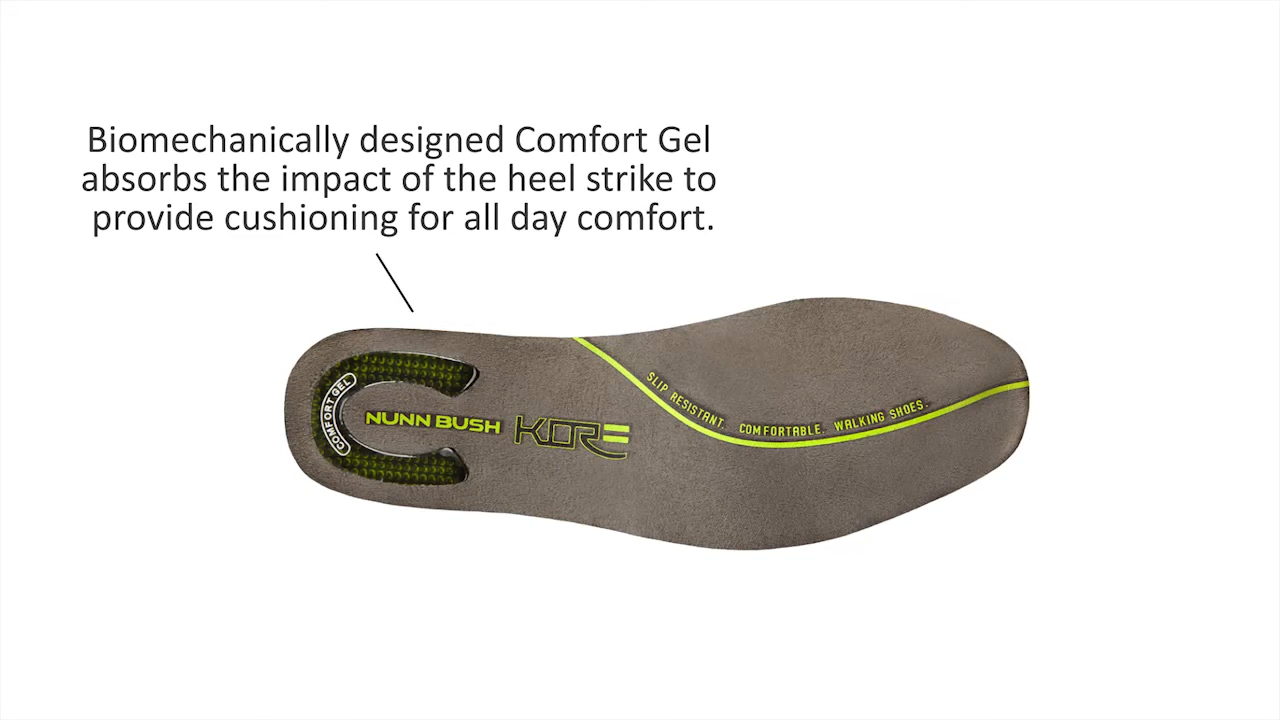 Biomechanically designed Comfort Gel
absorbs the impact of the heel strike to
provide cushioning for all day comfort.
COMFORT GEL
NUNN BUSH KORE
SLIP RESISTANT. COMFORTABLE. WALKING SHOES.